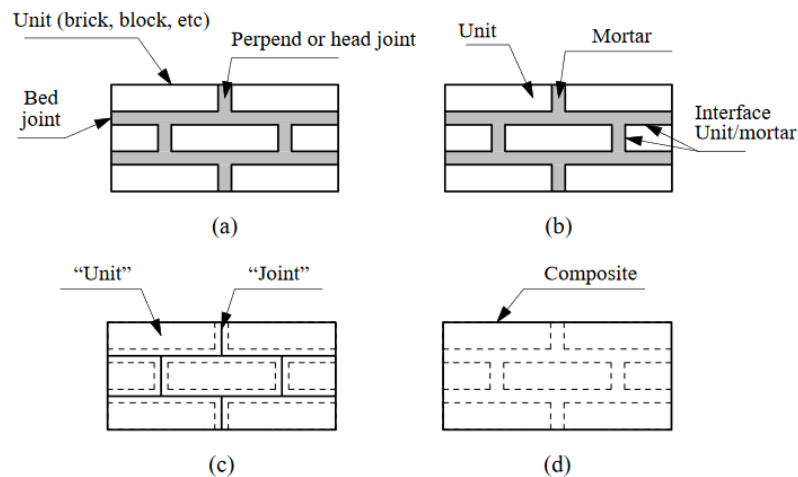 Unit (brick, block, etc)
Perpend or head joint
Bed
joint
(a)
Unit
Mortar
Interface
Unit/mortar
(b)
“Unit”
“Joint”
(c)
Composite
(d)